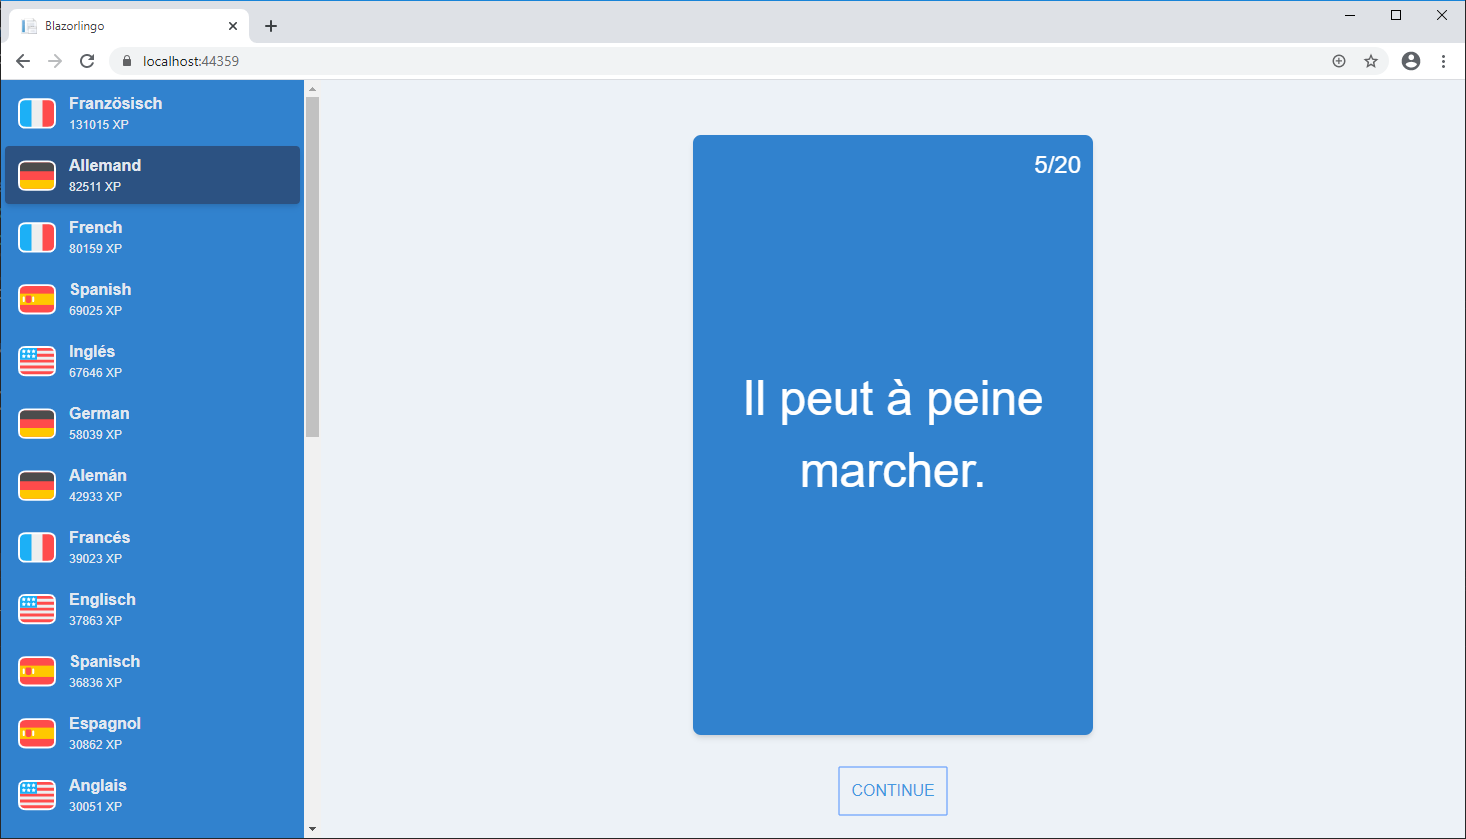 Blazorlingo
localhost:44359
Französisch
131015 XP
Allemand
82511 XP
French
80159 XP
Spanish
69025 XP
Inglés
67646 XP
German
58039 XP
Alemán
42933 XP
Francés
39023 XP
Englisch
37863 XP
Spanisch
36836 XP
Espagnol
30862 XP
Anglais
30051 XP
5/20
Il peut à peine
marcher.
CONTINUE